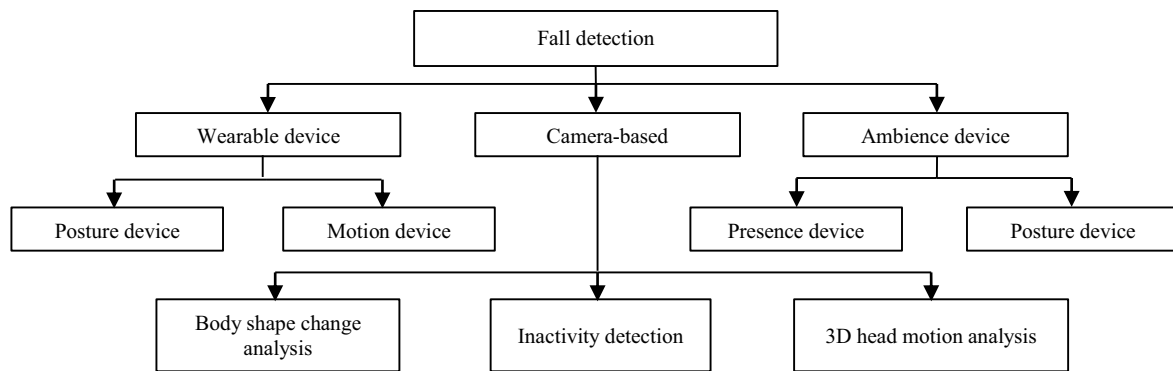 Fall detection
Wearable device
Camera-based
Ambience device
Posture device
Motion device
Presence device
Posture device
Body shape change
analysis
Inactivity detection
3D head motion analysis